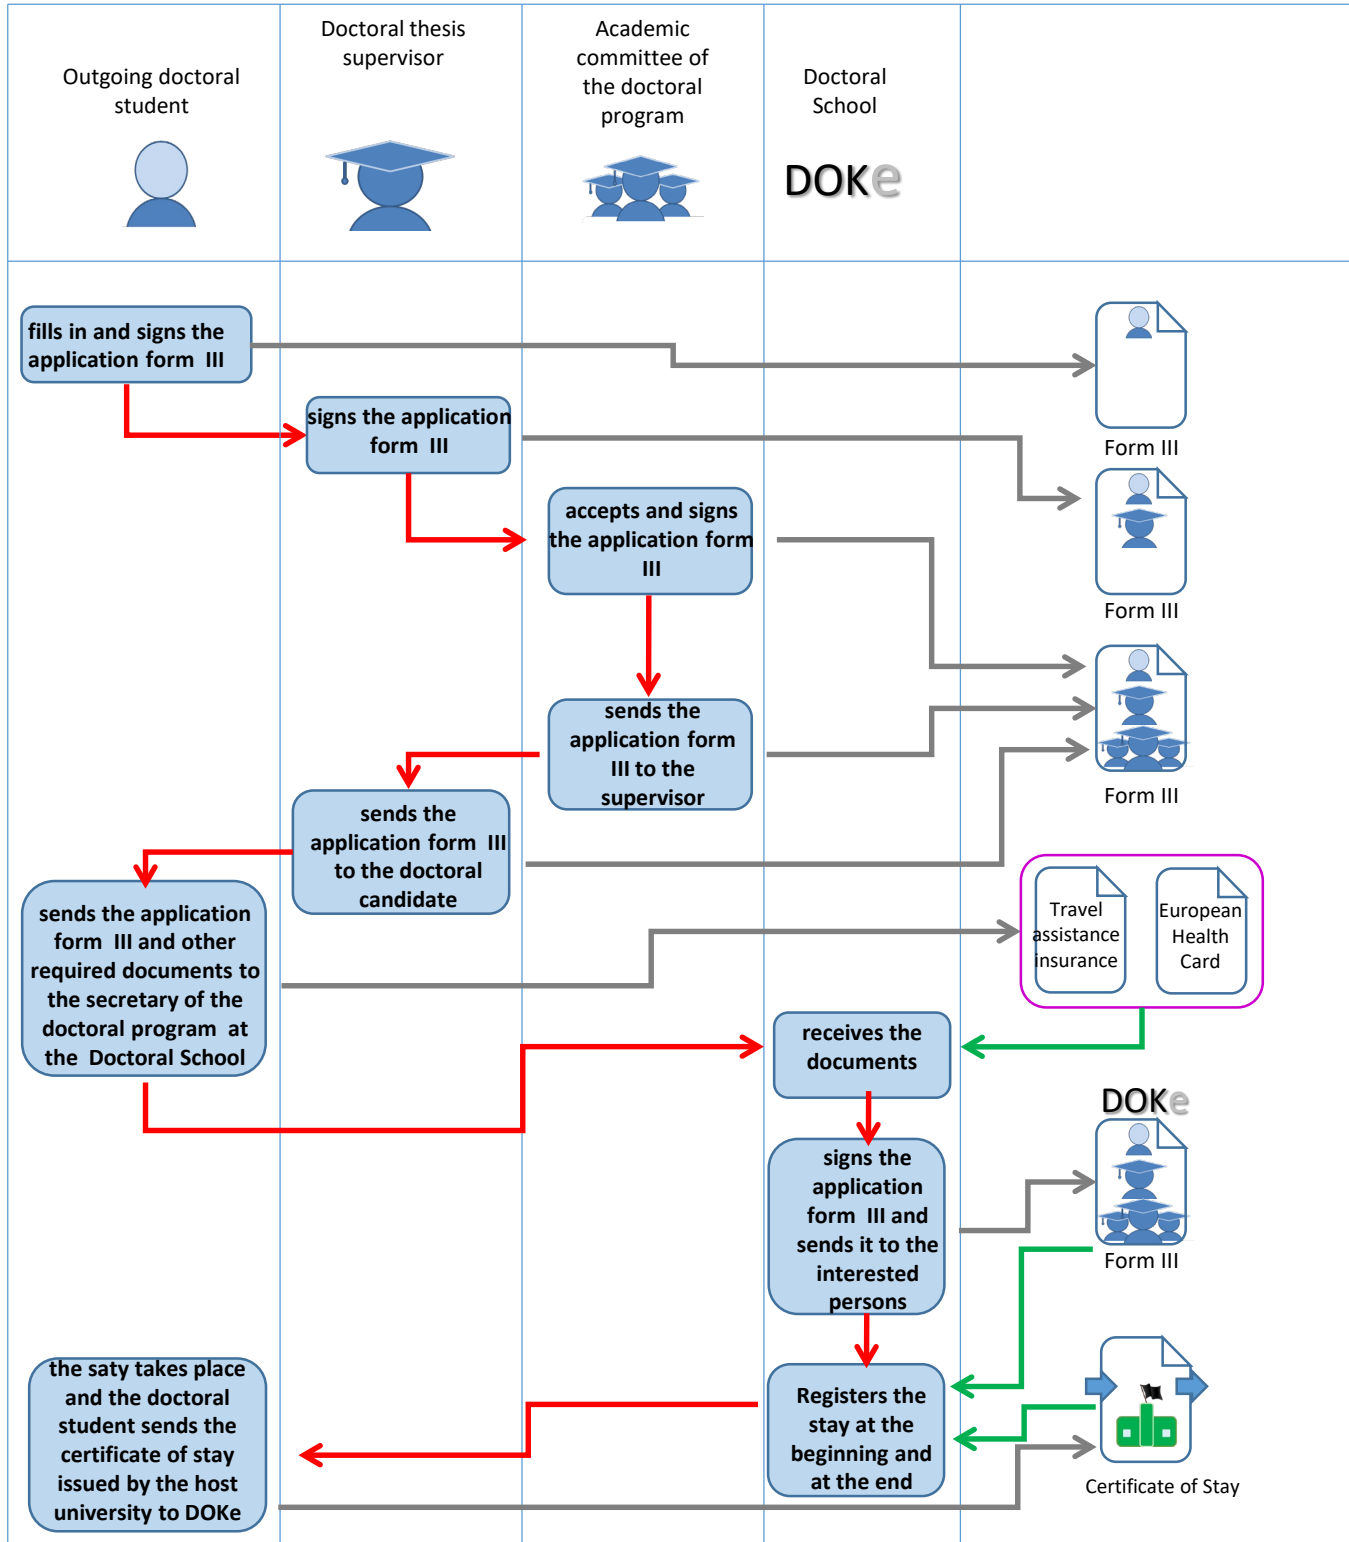 Outgoing doctoral
student
Doctoral thesis
supervisor
Academic
committee of
the doctoral
program
Doctoral
School
DOKe
fills in and signs the
application form III
Form III
signs the application
form III
Form III
accepts and signs
the application form
III
sends the
application form
III to the
supervisor
Form III
sends the
application form III
to the doctoral
candidate
sends the application
form III and other
required documents to
the secretary of the
doctoral program at
the Doctoral School
Travel
assistance
insurance
European
Health
Card
receives the
documents
DOKe
signs the
application
form III and
sends it to the
interested
persons
Form III
the saty takes place
and the doctoral
student sends the
certificate of stay
issued by the host
university to DOKe
Registers the
stay at the
beginning and
at the end
Certificate of Stay